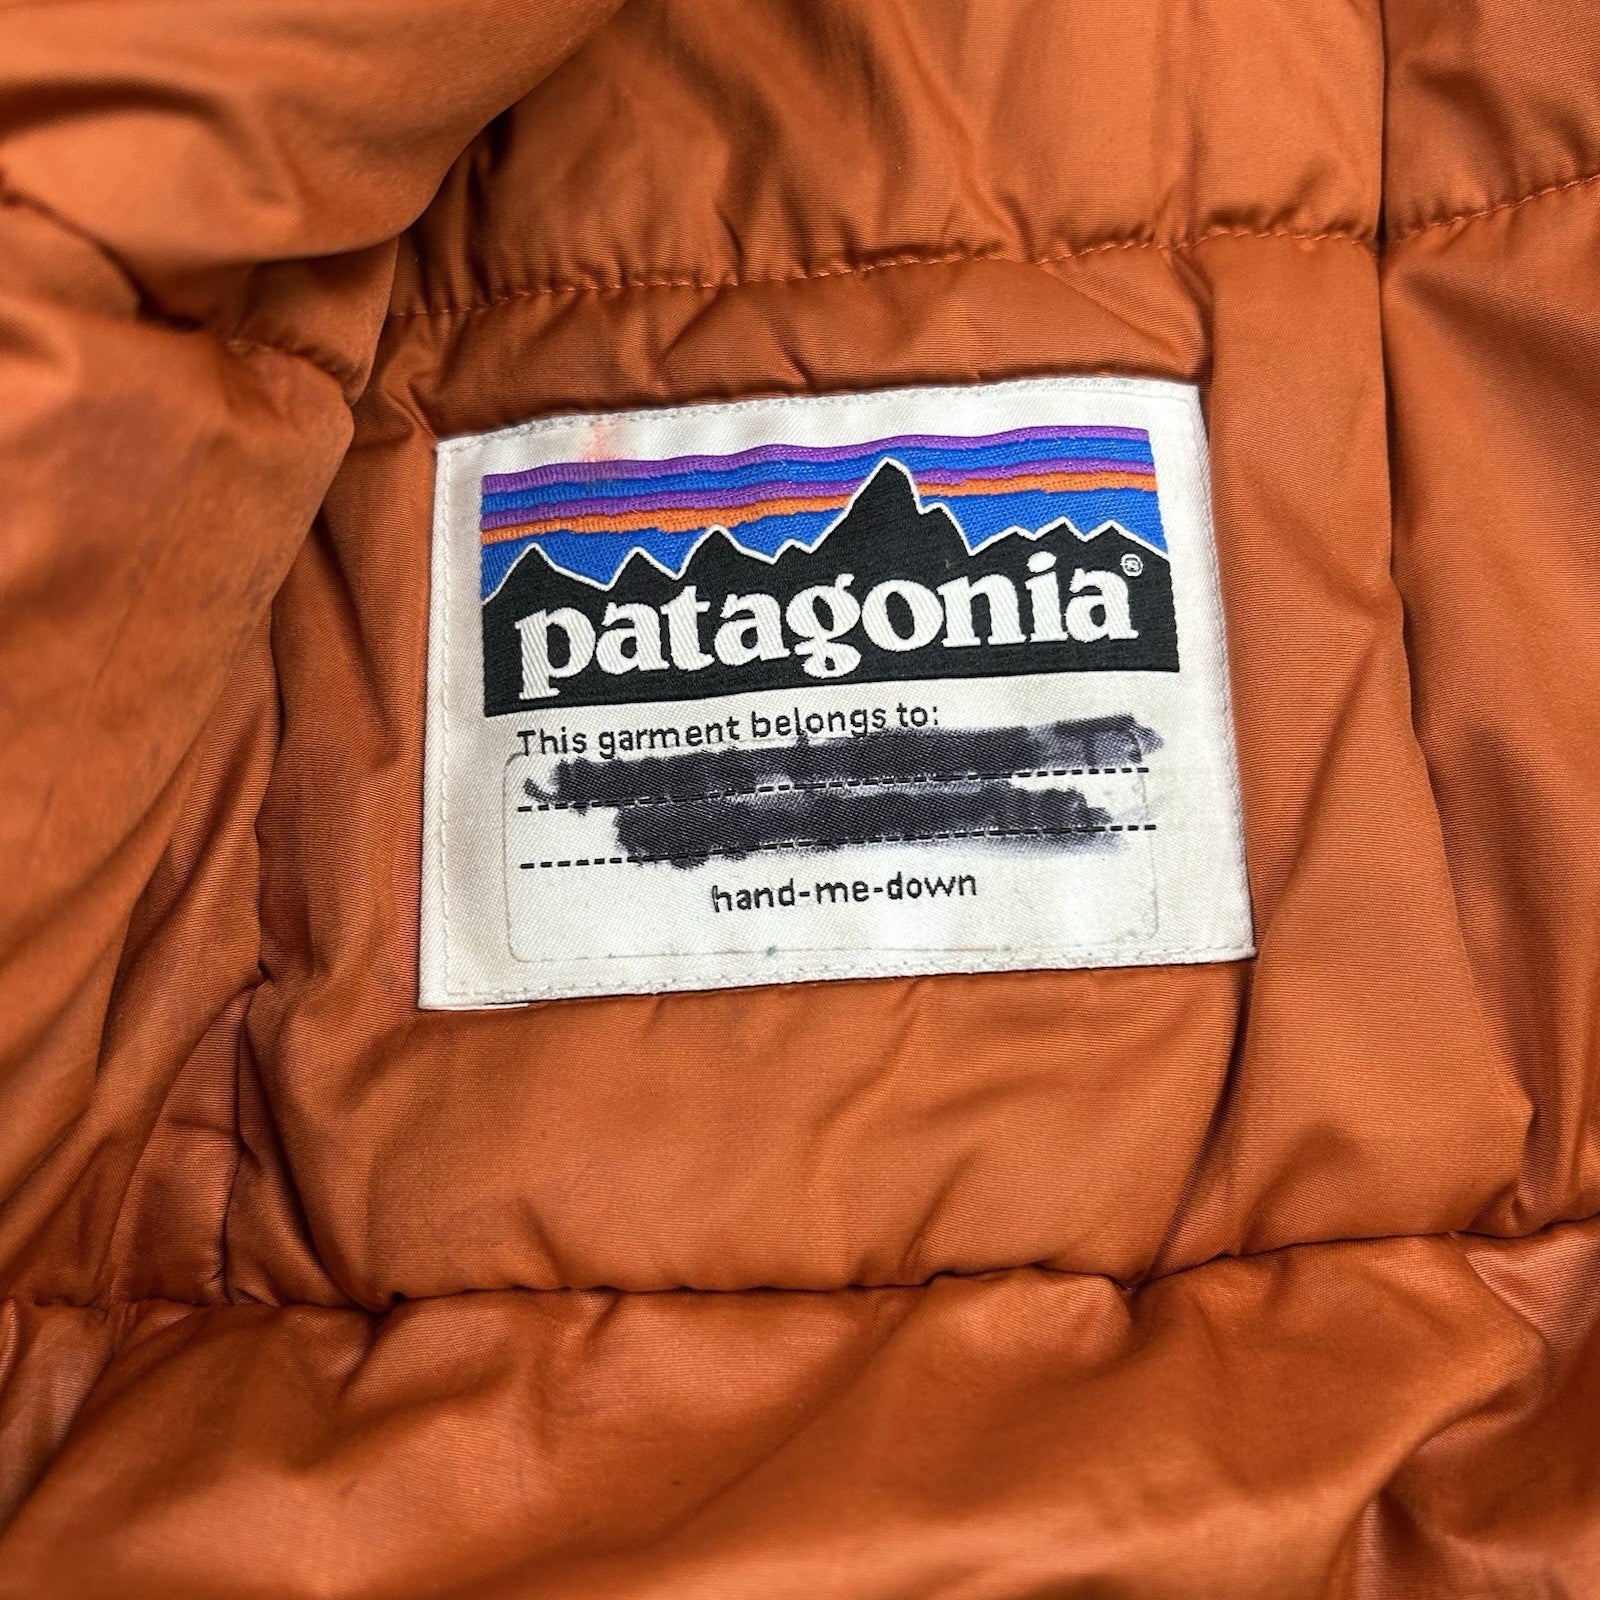 patagonia®
This garment belongs to:
hand-me-down